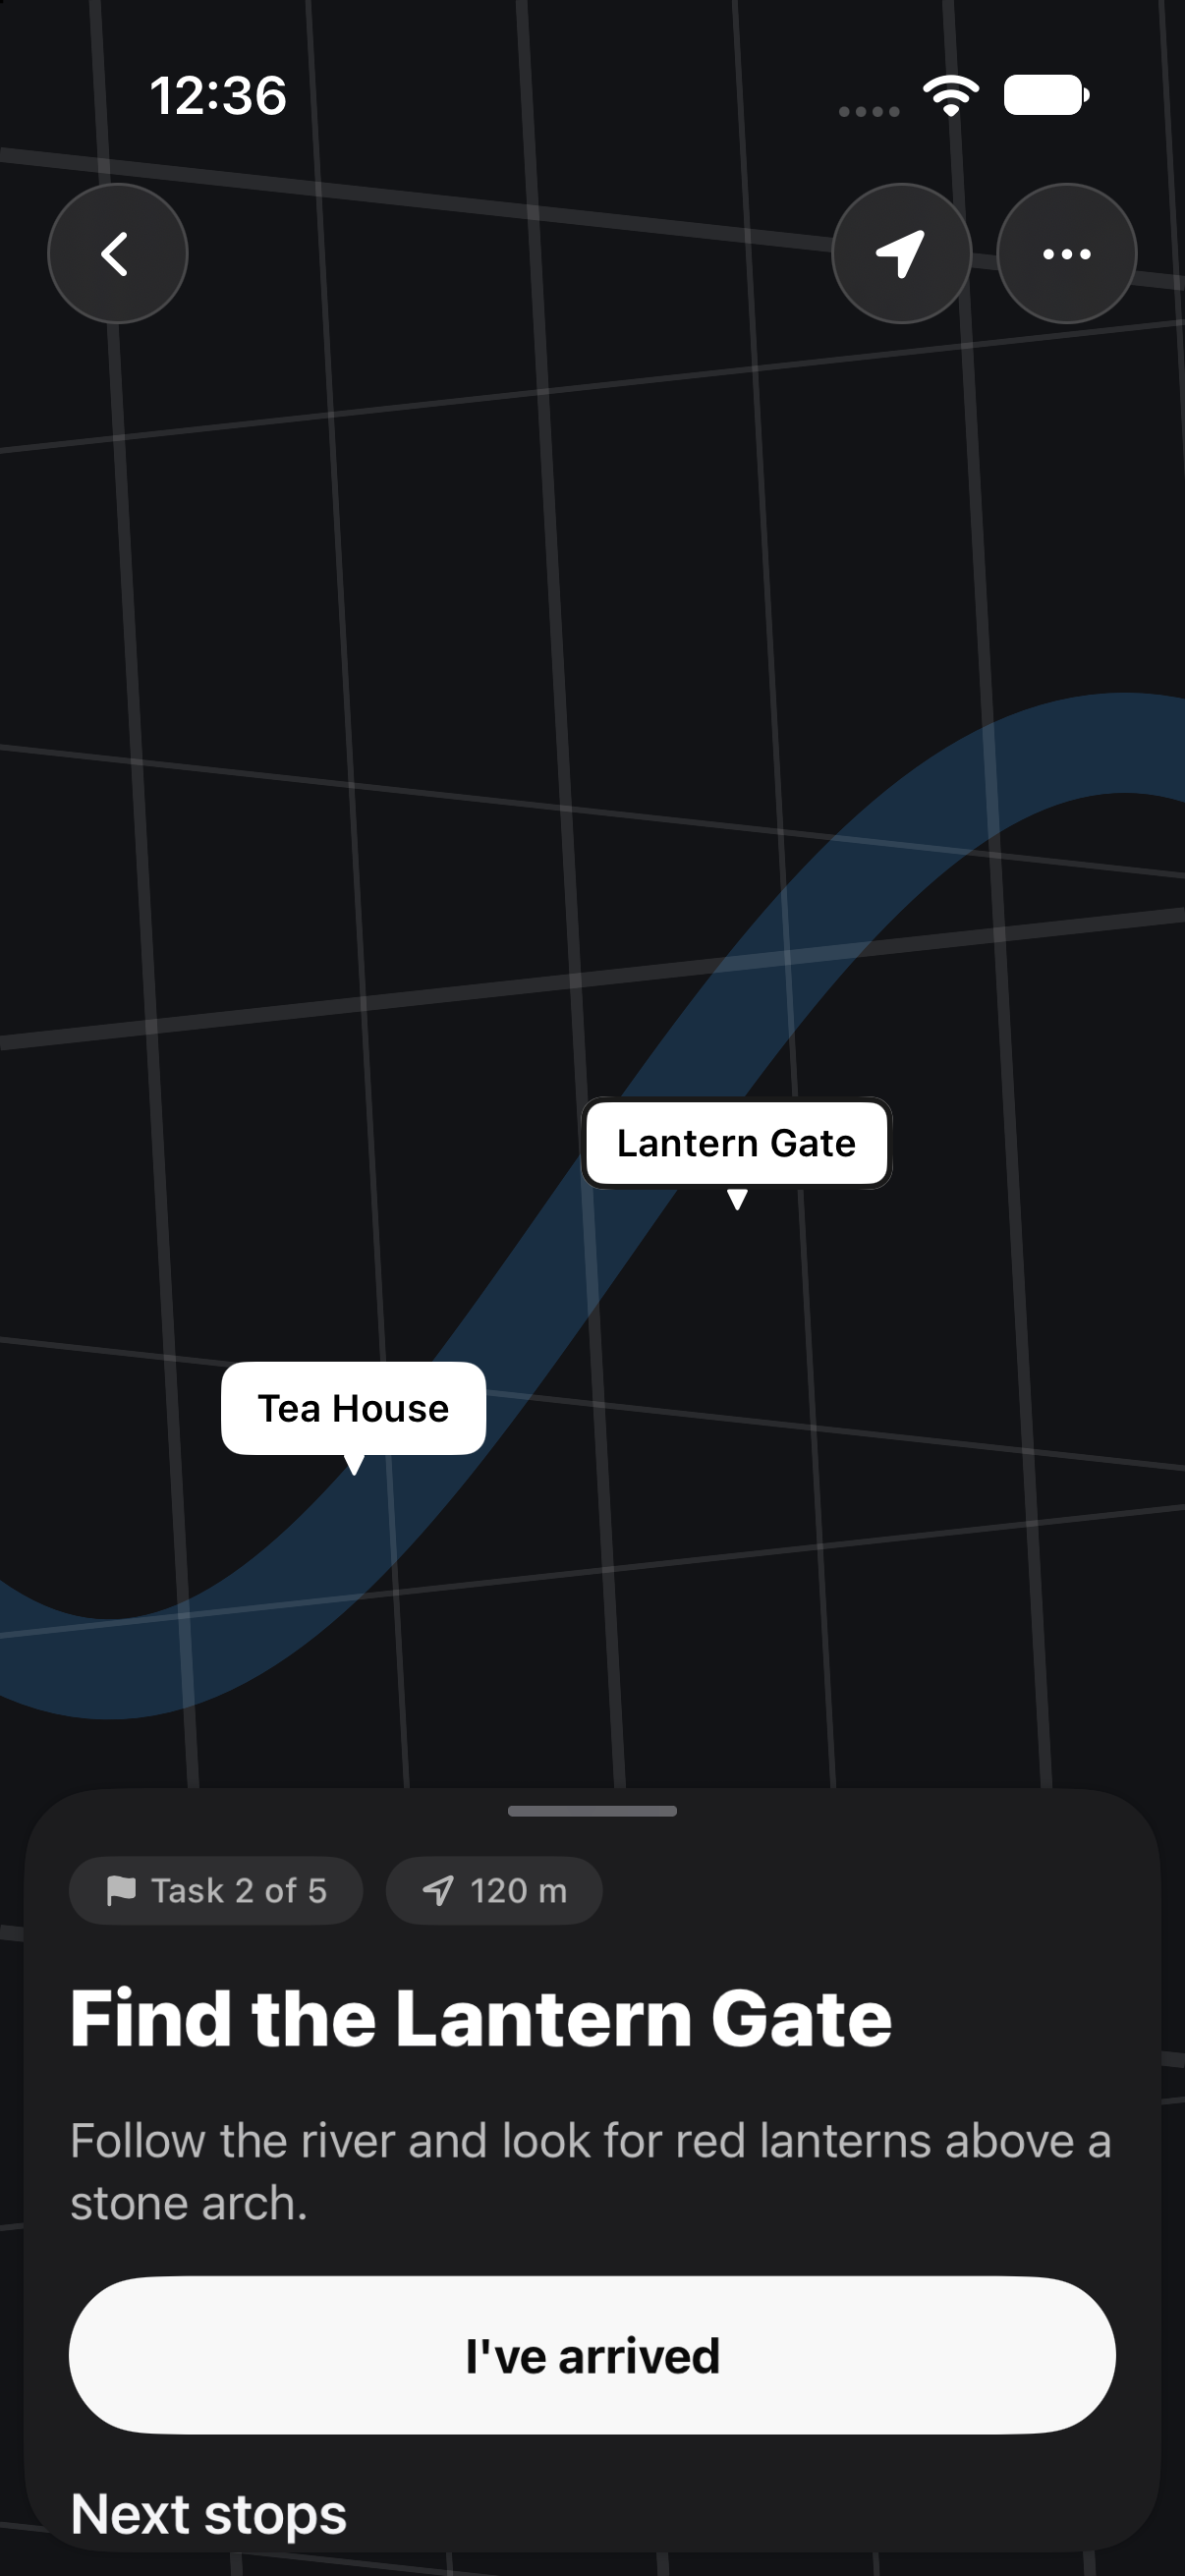 12:36
Lantern Gate
Tea House
Task 2 of 5
120 m
Find the Lantern Gate
Follow the river and look for red lanterns above a
stone arch.
I've arrived
Next stops